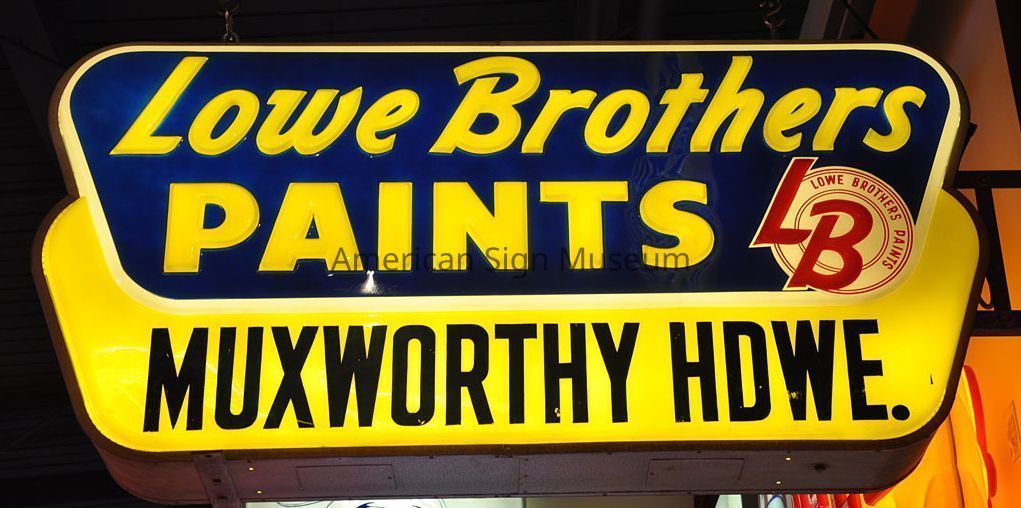 Lowe Brothers
PAINTS
LB
LOWE BROTHERS PAINTS
American Sign Museum
MUXWORTHY HDWE.